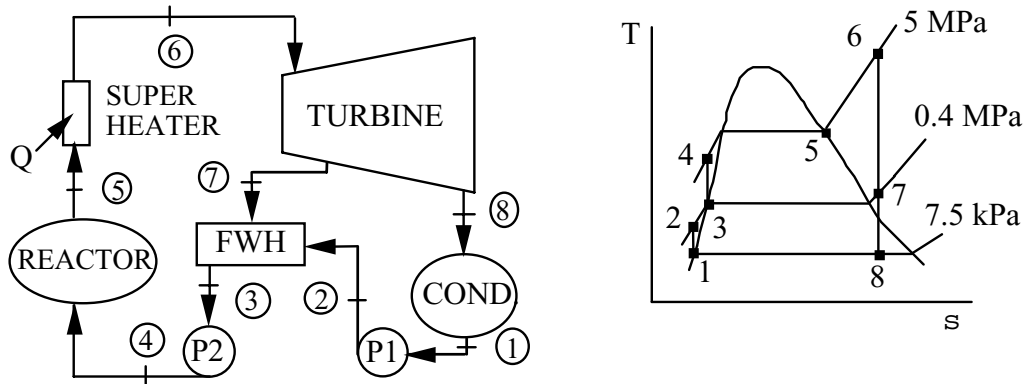 6
SUPER
HEATER
Q
TURBINE
5
7
8
REACTOR
FWH
COND.
4
3
2
1
P2
P1
T
6 5 MPa
0.4 MPa
4
5
7
2
3
7.5 kPa
1
8
s